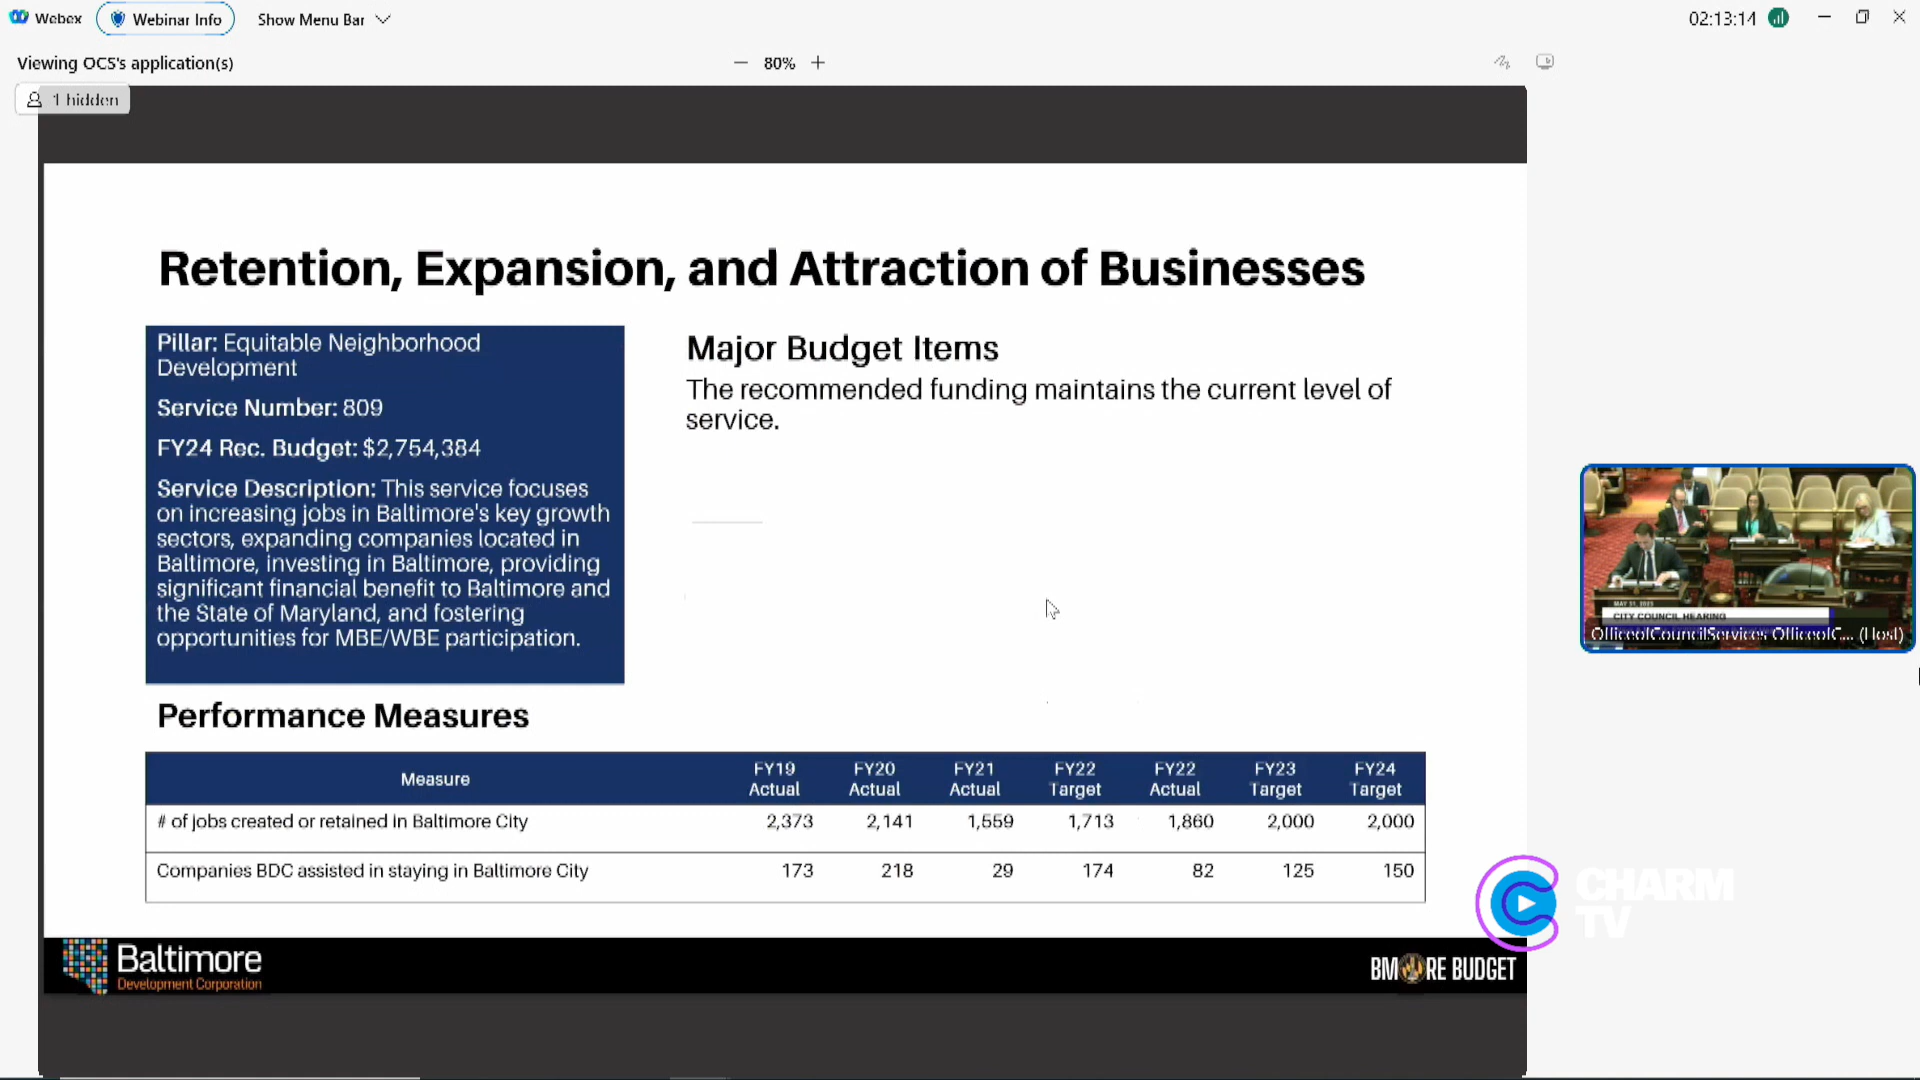 Webex
Webinar Info
Show Menu Bar
02:13:14
Viewing OCS's application(s)
80%
1 hidden
Retention, Expansion, and Attraction of Businesses
Pillar: Equitable Neighborhood
Development
Service Number: 809
FY24 Rec. Budget: $2,754,384
Service Description: This service focuses
on increasing jobs in Baltimore's key growth
sectors, expanding companies located in
Baltimore, investing in Baltimore, providing
significant financial benefit to Baltimore and
the State of Maryland, and fostering
opportunities for MBE/WBE participation.
Major Budget Items
The recommended funding maintains the current level of
service.
MAY 31, 2023
CITY COUNCIL HEARING
OfficeofCouncilServices OfficeofC... (Host)
Performance Measures
Measure FY19 Actual FY20 Actual FY21 Actual FY22 Target FY22 Actual FY23 Target FY24 Target
# of jobs created or retained in Baltimore City 2,373 2,141 1,559 1,713 1,860 2,000 2,000
Companies BDC assisted in staying in Baltimore City 173 218 29 174 82 125 150
CHARM
TV
Baltimore
Development Corporation
BMORE BUDGET